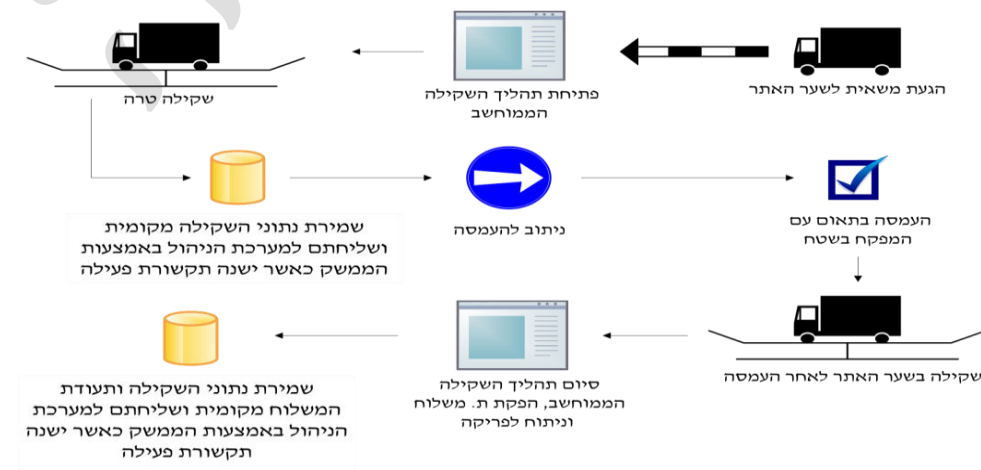 הגעת משאית לשער האתר
פתיחת תהליך השקילה
הממוחשב
שקילה טרה
שמירת נתוני השקילה מקומית
ושליחתם למערכת הניהול באמצעות
הממשק כאשר ישנה תקשורת פעילה
ניתוב להעמסה
העמסה בתאום עם
המפקח בשטח
שקילה בשער האתר לאחר העמסה
סיום תהליך השקילה
הממוחשב, הפקת ת. משלוח
וניתוח לפריקה
שמירת נתוני השקילה ותעודת
המשלוח מקומית ושליחתם למערכת
הניהול באמצעות הממשק כאשר ישנה
תקשורת פעילה